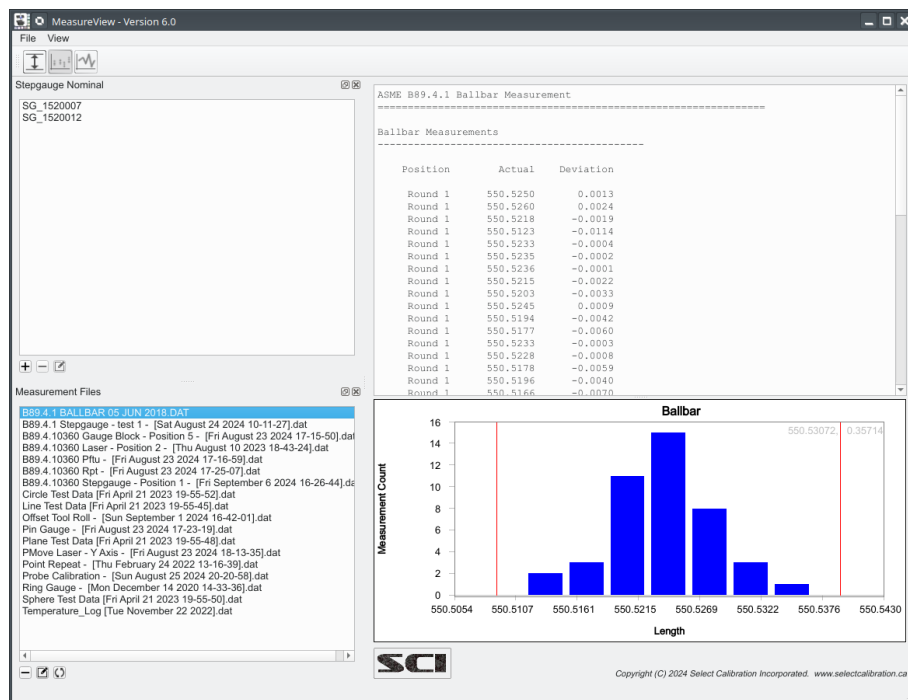 MeasureView - Version 6.0
File View
Stepgauge Nominal
SG_1520007
SG_1520012
Measurement Files
B89.4.1 BALLBAR 05 JUN 2018.DAT
B89.4.1 Stepgauge - test 1 - [Sat August 24 2024 10-11-27].dat
B89.4.10360 Gauge Block - Position 5 - [Fri August 23 2024 17-15-50].dat
B89.4.10360 Laser - Position 2 - [Thu August 10 2023 18-43-24].dat
B89.4.10360 Pftu - [Fri August 23 2024 17-16-59].dat
B89.4.10360 Rpt - [Fri August 23 2024 17-25-07].dat
B89.4.10360 Stepgauge - Position 1 - [Fri September 6 2024 16-26-44].da
Circle Test Data [Fri April 21 2023 19-55-52].dat
Line Test Data [Fri April 21 2023 19-55-45].dat
Offset Tool Roll - [Sun September 1 2024 16-42-01].dat
Pin Gauge - [Fri August 23 2024 17-23-19].dat
Plane Test Data [Fri April 21 2023 19-55-48].dat
PMove Laser - Y Axis - [Fri August 23 2024 18-13-35].dat
Point Repeat - [Thu February 24 2022 13-16-39].dat
Probe Calibration - [Sun August 25 2024 20-20-58].dat
Ring Gauge - [Mon December 14 2020 14-33-36].dat
Sphere Test Data [Fri April 21 2023 19-55-50].dat
Temperature_Log [Tue November 22 2022].dat
ASME B89.4.1 Ballbar Measurement
================================================================
Ballbar Measurements
--------------------------------------------
Position Actual Deviation
Round 1 550.5250 0.0013
Round 1 550.5260 0.0024
Round 1 550.5218 -0.0019
Round 1 550.5123 -0.0114
Round 1 550.5233 -0.0004
Round 1 550.5235 -0.0002
Round 1 550.5236 -0.0001
Round 1 550.5215 -0.0022
Round 1 550.5203 -0.0033
Round 1 550.5245 0.0009
Round 1 550.5194 -0.0042
Round 1 550.5177 -0.0060
Round 1 550.5233 -0.0003
Round 1 550.5228 -0.0008
Round 1 550.5178 -0.0059
Round 1 550.5196 -0.0040
Round 1 550.5166 -0.0070
Ballbar
550.53072, 0.35714
Measurement Count
16
14
12
10
8
6
4
2
0
550.5054 550.5107 550.5161 550.5215 550.5269 550.5322 550.5376 550.5430
Length
SCI
Copyright (C) 2024 Select Calibration Incorporated. www.selectcalibration.ca